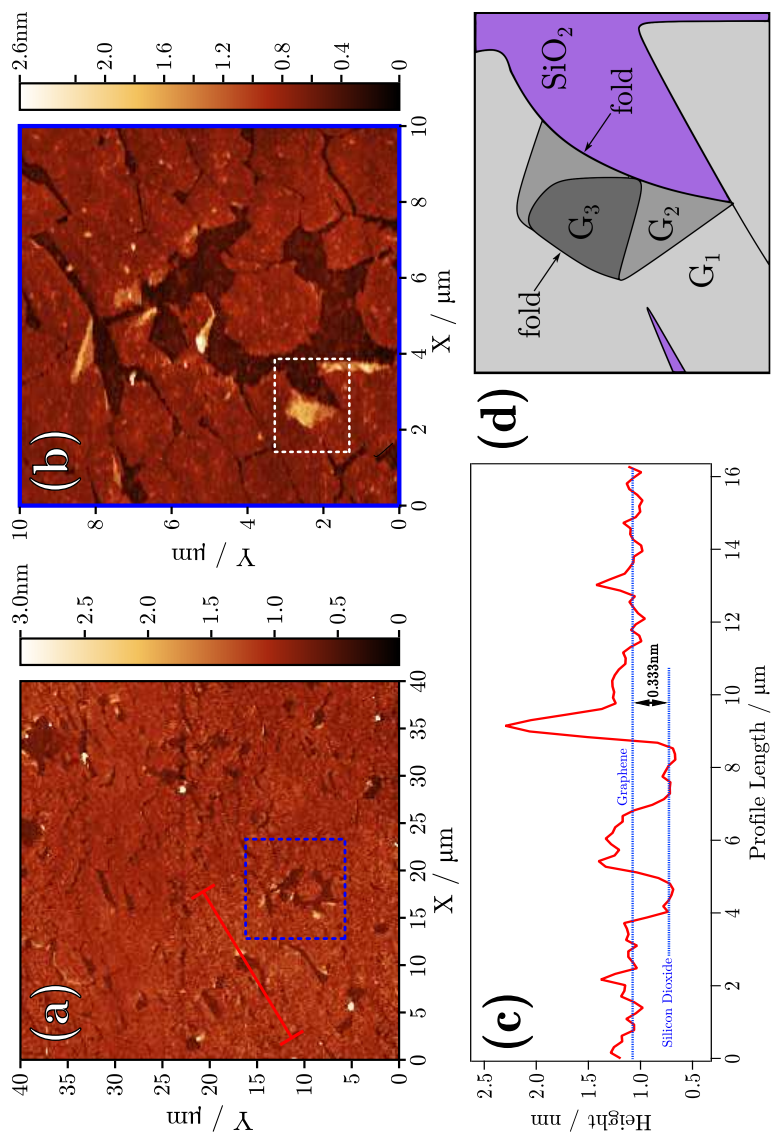 (a)
40
35
30
25
20
15
10
5
0
Y / μm
0
5
10
15
20
25
30
35
40
X / μm
3.0nm
2.5
2.0
1.5
1.0
0.5
0
(b)
10
8
6
4
2
0
Y / μm
0
2
4
6
8
10
X / μm
2.6nm
2.0
1.6
1.2
0.8
0.4
0
(c)
2.5
2.0
1.5
1.0
0.5
Height / nm
Graphene
Silicon Dioxide
0.333nm
0
2
4
6
8
10
12
14
16
Profile Length / μm
(d)
SiO₂
fold
fold
G₃
G₂
G₁